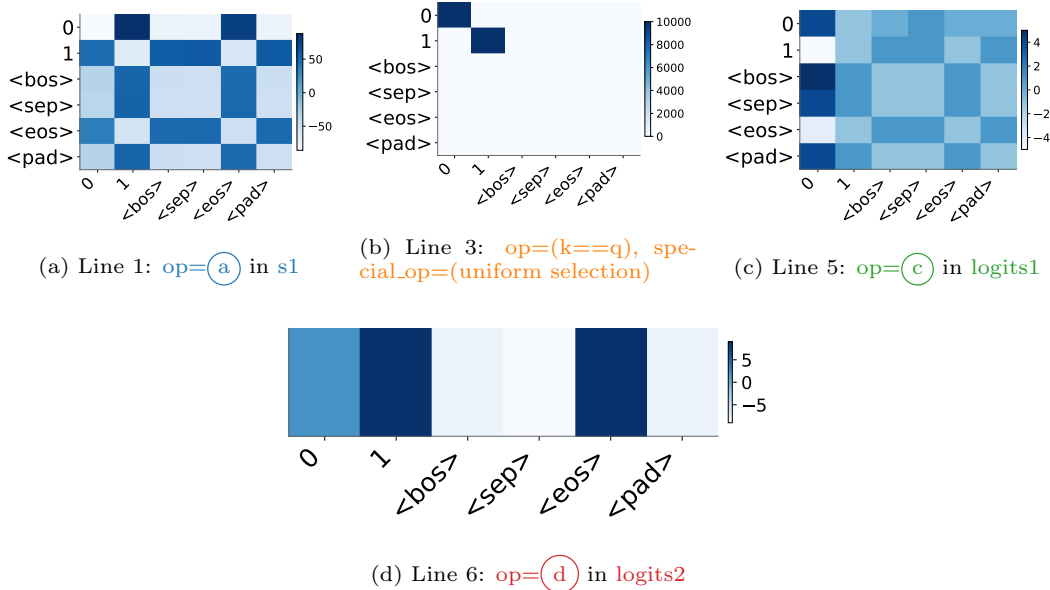 0
1
<bos>
<sep>
<eos>
<pad>
0
1
<bos>
<sep>
<eos>
<pad>
50
0
−50
(a) Line 1: op=a in s1
0
1
<bos>
<sep>
<eos>
<pad>
0
1
<bos>
<sep>
<eos>
<pad>
10000
8000
6000
4000
2000
0
(b) Line 3: op=(k==q), spe-
cial_op=(uniform selection)
0
1
<bos>
<sep>
<eos>
<pad>
0
1
<bos>
<sep>
<eos>
<pad>
4
2
0
−2
−4
(c) Line 5: op=c in logits1
0
1
<bos>
<sep>
<eos>
<pad>
5
0
−5
(d) Line 6: op=d in logits2